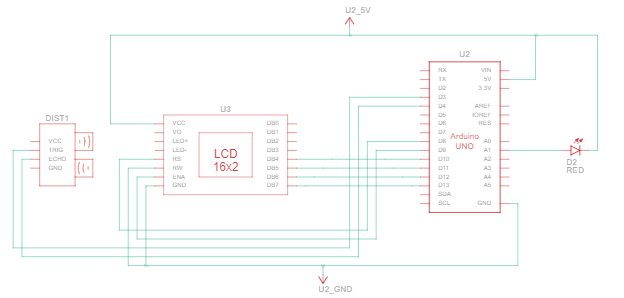 U2_5V
U2
RX
TX
D2
D3
D4
D5
D6
D7
D8
D9
D10
D11
D12
D13
SDA
SCL
VIN
5V
3.3V
AREF
IOREF
RES
A0
A1
A2
A3
A4
A5
GND
Arduino
UNO
DIST1
VCC
TRIG
ECHO
GND
U3
VCC
VO
LED+
LED-
RS
RW
ENA
GND
LCD
16x2
DB0
DB1
DB2
DB3
DB4
DB5
DB6
DB7
D2
RED
U2_GND